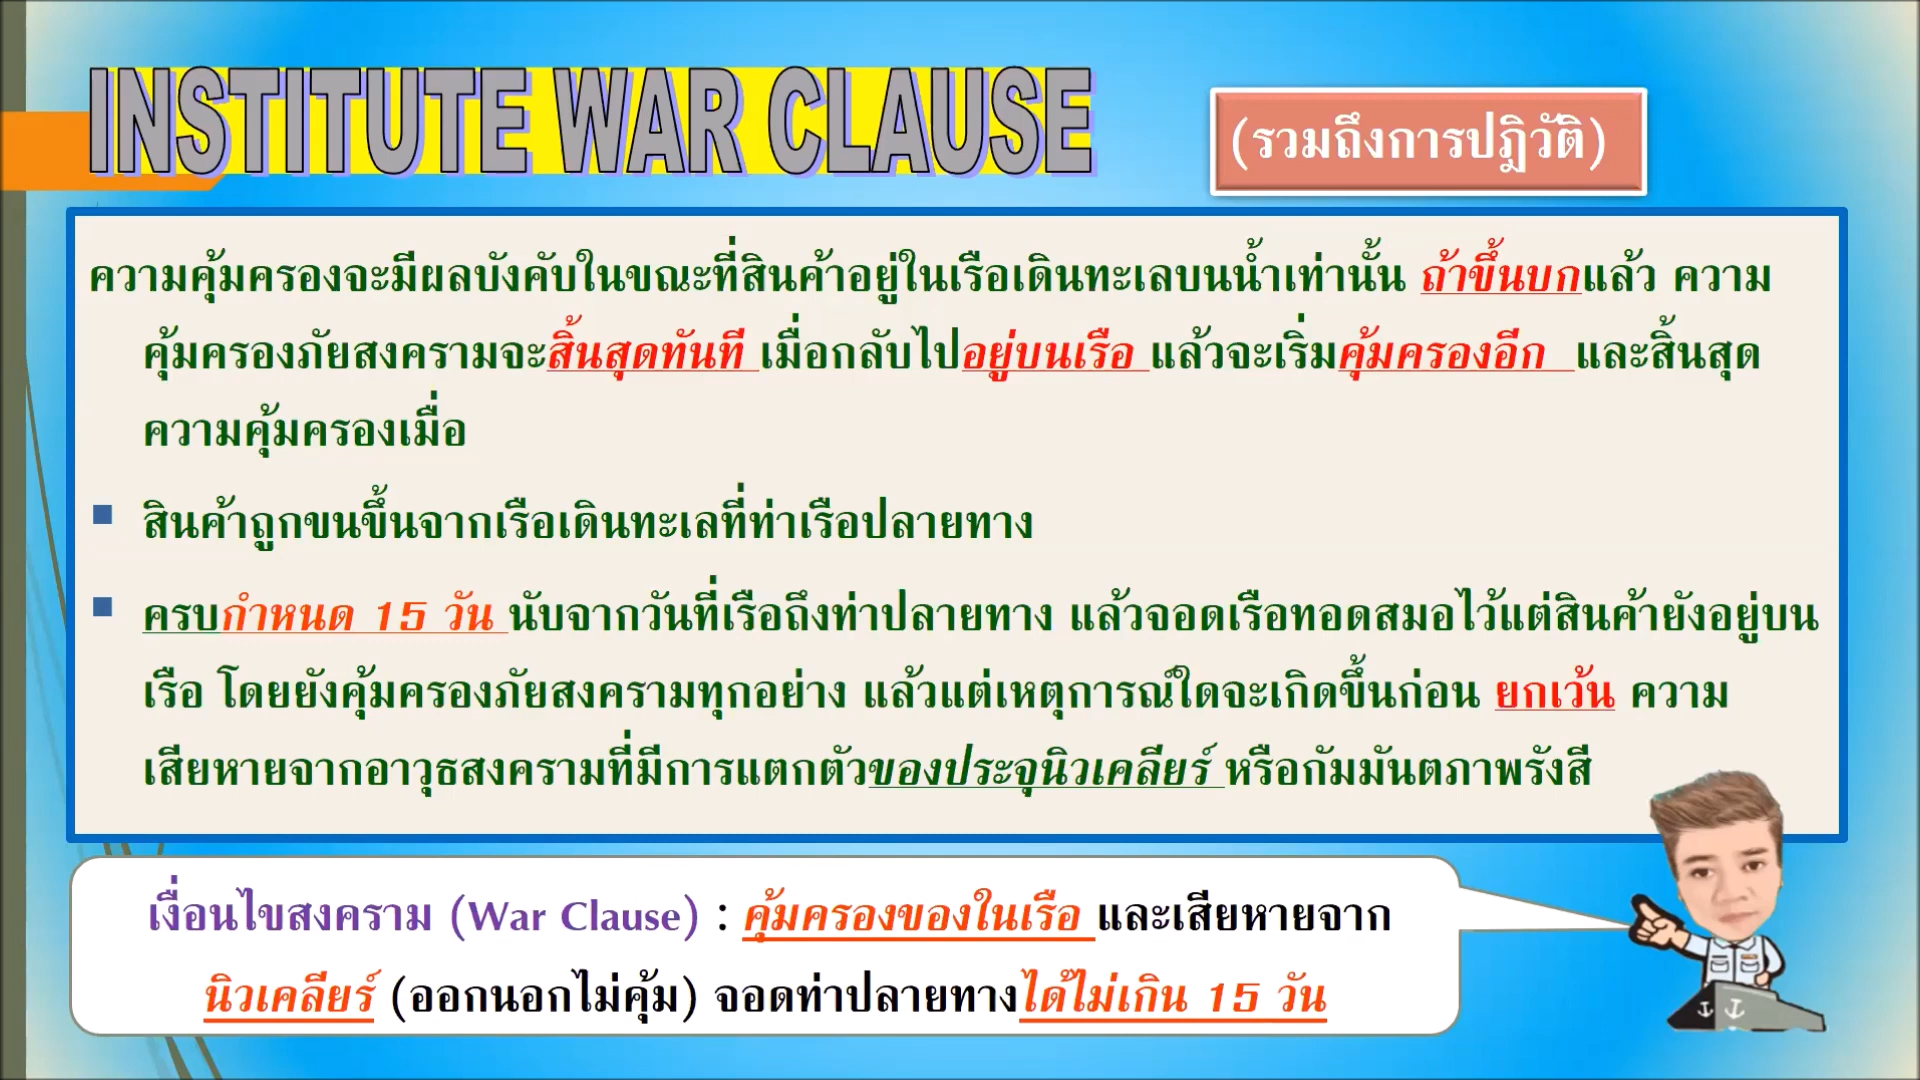 INSTITUTE WAR CLAUSE
(รวมถึงการปฎิวัติ)
ความคุ้มครองจะมีผลบังคับในขณะที่สินค้าอยู่ในเรือเดินทะเลบนน้ำเท่านั้น ถ้าขึ้นบกแล้ว ความ
คุ้มครองภัยสงครามจะสิ้นสุดทันที เมื่อกลับไปอยู่บนเรือ แล้วจะเริ่มคุ้มครองอีก และสิ้นสุด
ความคุ้มครองเมื่อ
▪ สินค้าถูกขนขึ้นจากเรือเดินทะเลที่ท่าเรือปลายทาง
▪ ครบกำหนด 15 วัน นับจากวันที่เรือถึงท่าปลายทาง แล้วจอดเรือทอดสมอไว้แต่สินค้ายังอยู่บน
เรือ โดยยังคุ้มครองภัยสงครามทุกอย่าง แล้วแต่เหตุการณ์ใดจะเกิดขึ้นก่อน ยกเว้น ความ
เสียหายจากอาวุธสงครามที่มีการแตกตัวของประจุนิวเคลียร์ หรือกัมมันตภาพรังสี
เงื่อนไขสงคราม (War Clause) : คุ้มครองของในเรือ และเสียหายจาก
นิวเคลียร์ (ออกนอกไม่คุ้ม) จอดท่าปลายทางได้ไม่เกิน 15 วัน